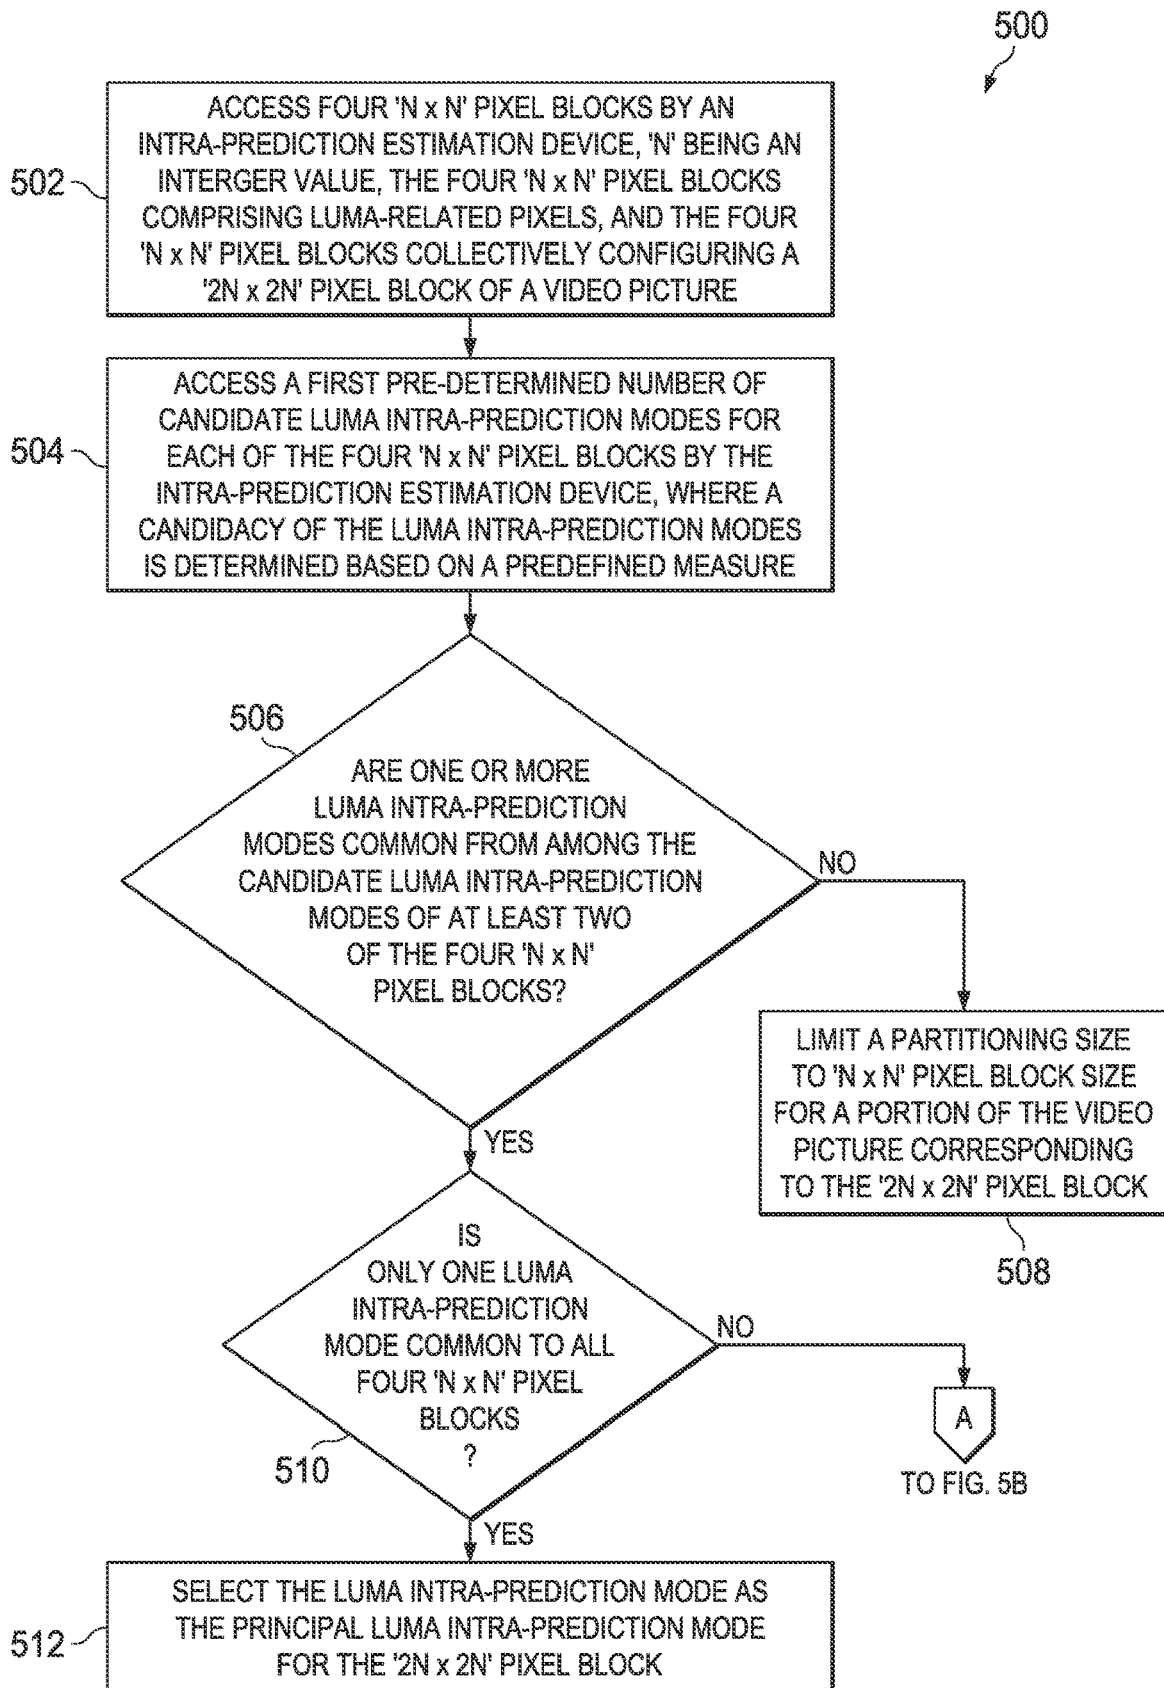 500
ACCESS FOUR 'N x N' PIXEL BLOCKS BY AN
INTRA-PREDICTION ESTIMATION DEVICE, 'N' BEING AN
INTERGER VALUE, THE FOUR 'N x N' PIXEL BLOCKS
COMPRISING LUMA-RELATED PIXELS, AND THE FOUR
'N x N' PIXEL BLOCKS COLLECTIVELY CONFIGURING A
'2N x 2N' PIXEL BLOCK OF A VIDEO PICTURE
502
ACCESS A FIRST PRE-DETERMINED NUMBER OF
CANDIDATE LUMA INTRA-PREDICTION MODES FOR
EACH OF THE FOUR 'N x N' PIXEL BLOCKS BY THE
INTRA-PREDICTION ESTIMATION DEVICE, WHERE A
CANDIDACY OF THE LUMA INTRA-PREDICTION MODES
IS DETERMINED BASED ON A PREDEFINED MEASURE
504
506
ARE ONE OR MORE
LUMA INTRA-PREDICTION
MODES COMMON FROM AMONG THE
CANDIDATE LUMA INTRA-PREDICTION
MODES OF AT LEAST TWO
OF THE FOUR 'N x N'
PIXEL BLOCKS?
NO
YES
LIMIT A PARTITIONING SIZE
TO 'N x N' PIXEL BLOCK SIZE
FOR A PORTION OF THE VIDEO
PICTURE CORRESPONDING
TO THE '2N x 2N' PIXEL BLOCK
508
IS
ONLY ONE LUMA
INTRA-PREDICTION
MODE COMMON TO ALL
FOUR 'N x N' PIXEL
BLOCKS
?
510
NO
A
TO FIG. 5B
YES
SELECT THE LUMA INTRA-PREDICTION MODE AS
THE PRINCIPAL LUMA INTRA-PREDICTION MODE
FOR THE '2N x 2N' PIXEL BLOCK
512